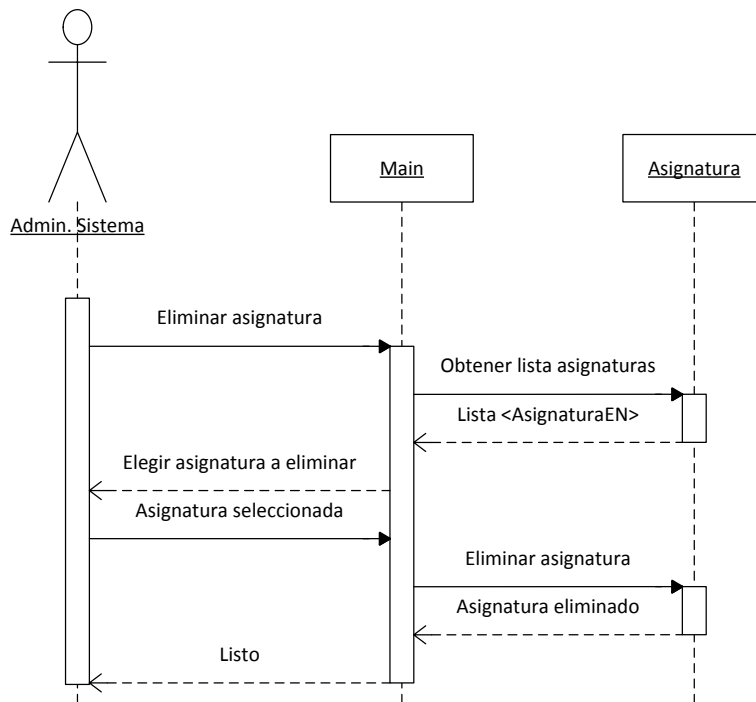 Main
Asignatura
Admin. Sistema
Eliminar asignatura
Obtener lista asignaturas
Lista <AsignaturaEN>
Elegir asignatura a eliminar
Asignatura seleccionada
Eliminar asignatura
Asignatura eliminado
Listo